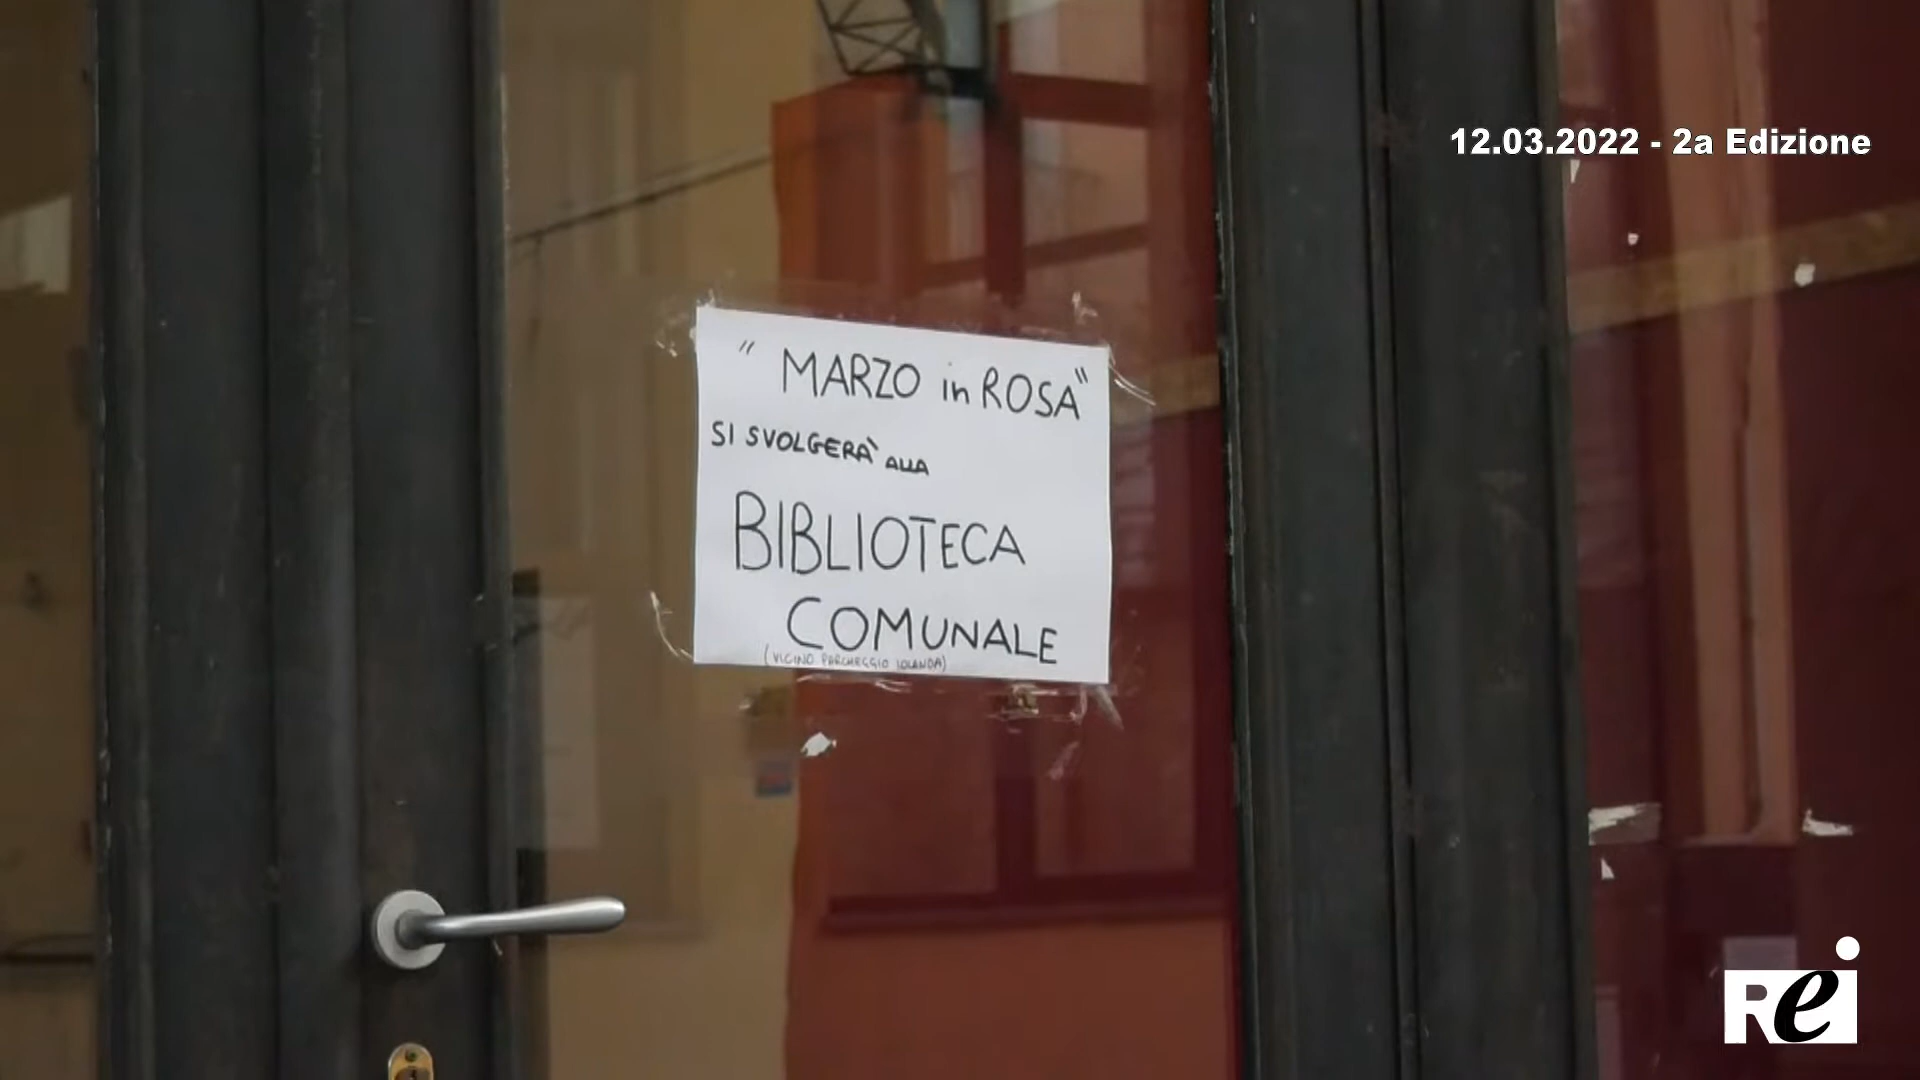 12.03.2022 - 2a Edizione
" MARZO in ROSA"
SI SVOLGERÀ ALLA
BIBLIOTECA
COMUNALE
(VICINO PARCHEGGIO IOLANDA)
Rei